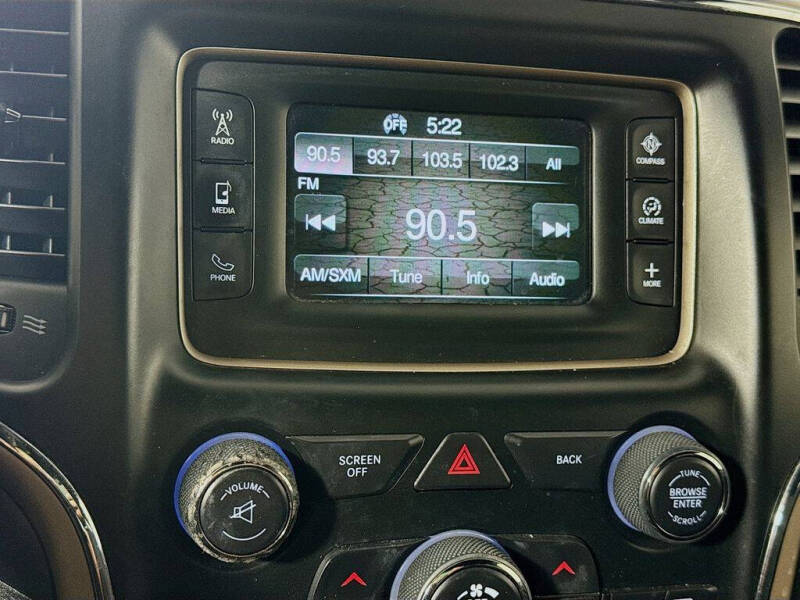 OFF 5:22
RADIO
90.5 93.7 103.5 102.3 All
N
COMPASS
FM
MEDIA
90.5
CLIMATE
PHONE
AM/SXM Tune Info Audio
MORE
SCREEN
OFF
BACK
VOLUME
TUNE
BROWSE
ENTER
SCROLL
OFF